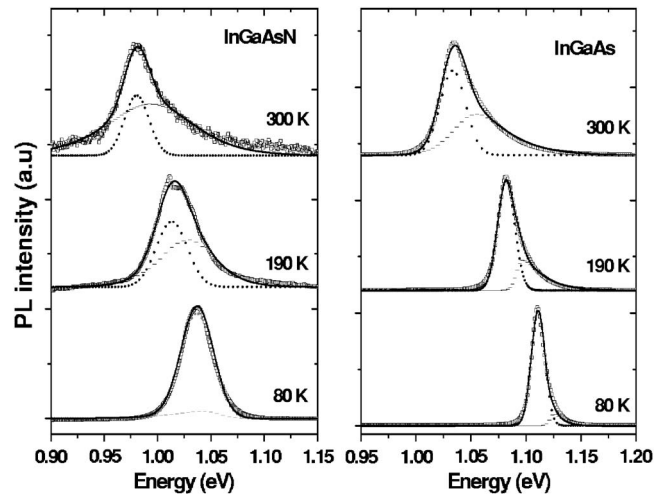 PL intensity (a.u)
InGaAsN
300 K
190 K
80 K
0.90 0.95 1.00 1.05 1.10 1.15
Energy (eV)
InGaAs
300 K
190 K
80 K
0.95 1.00 1.05 1.10 1.15 1.20
Energy (eV)